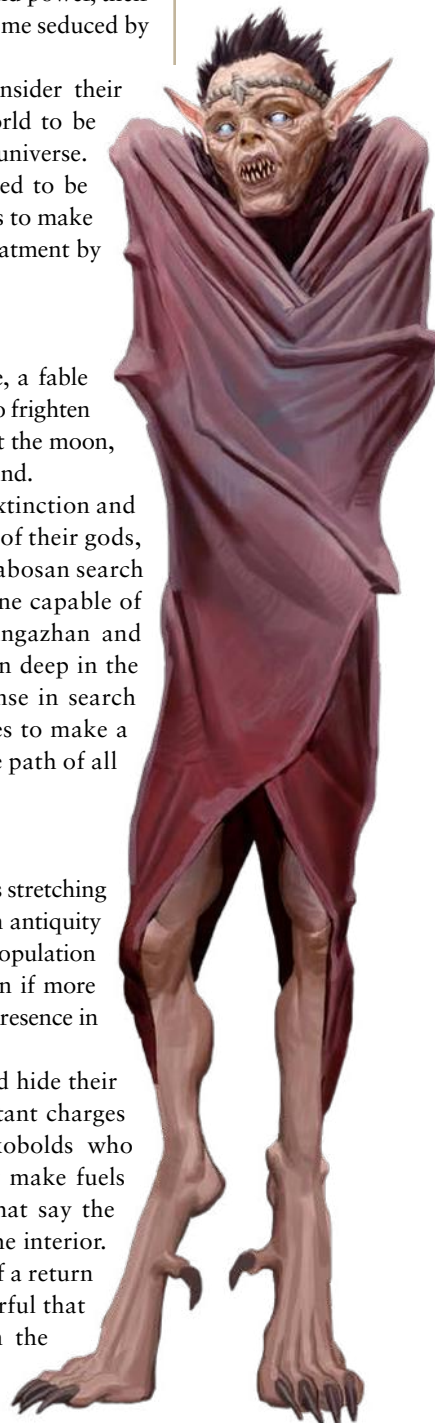 d power, their
me seduced by
nsider their
rld to be
universe.
ed to be
s to make
eatment by
e, a fable
o frighten
t the moon,
nd.
xtinction and
of their gods,
abosan search
ne capable of
ngazhan and
n deep in the
nse in search
es to make a
e path of all
s stretching
n antiquity
opulation
n if more
resence in
d hide their
tant charges
kobolds who
make fuels
hat say the
he interior.
f a return
rful that
n the